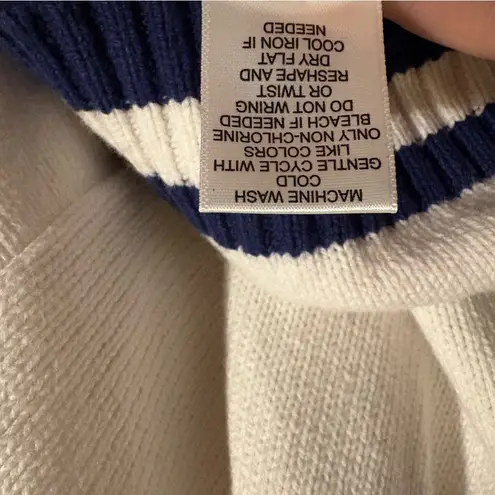 MACHINE WASH
COLD
GENTLE CYCLE WITH
LIKE COLORS
ONLY NON-CHLORINE
BLEACH IF NEEDED
DO NOT WRING
OR TWIST
RESHAPE AND
DRY FLAT
COOL IRON IF
NEEDED